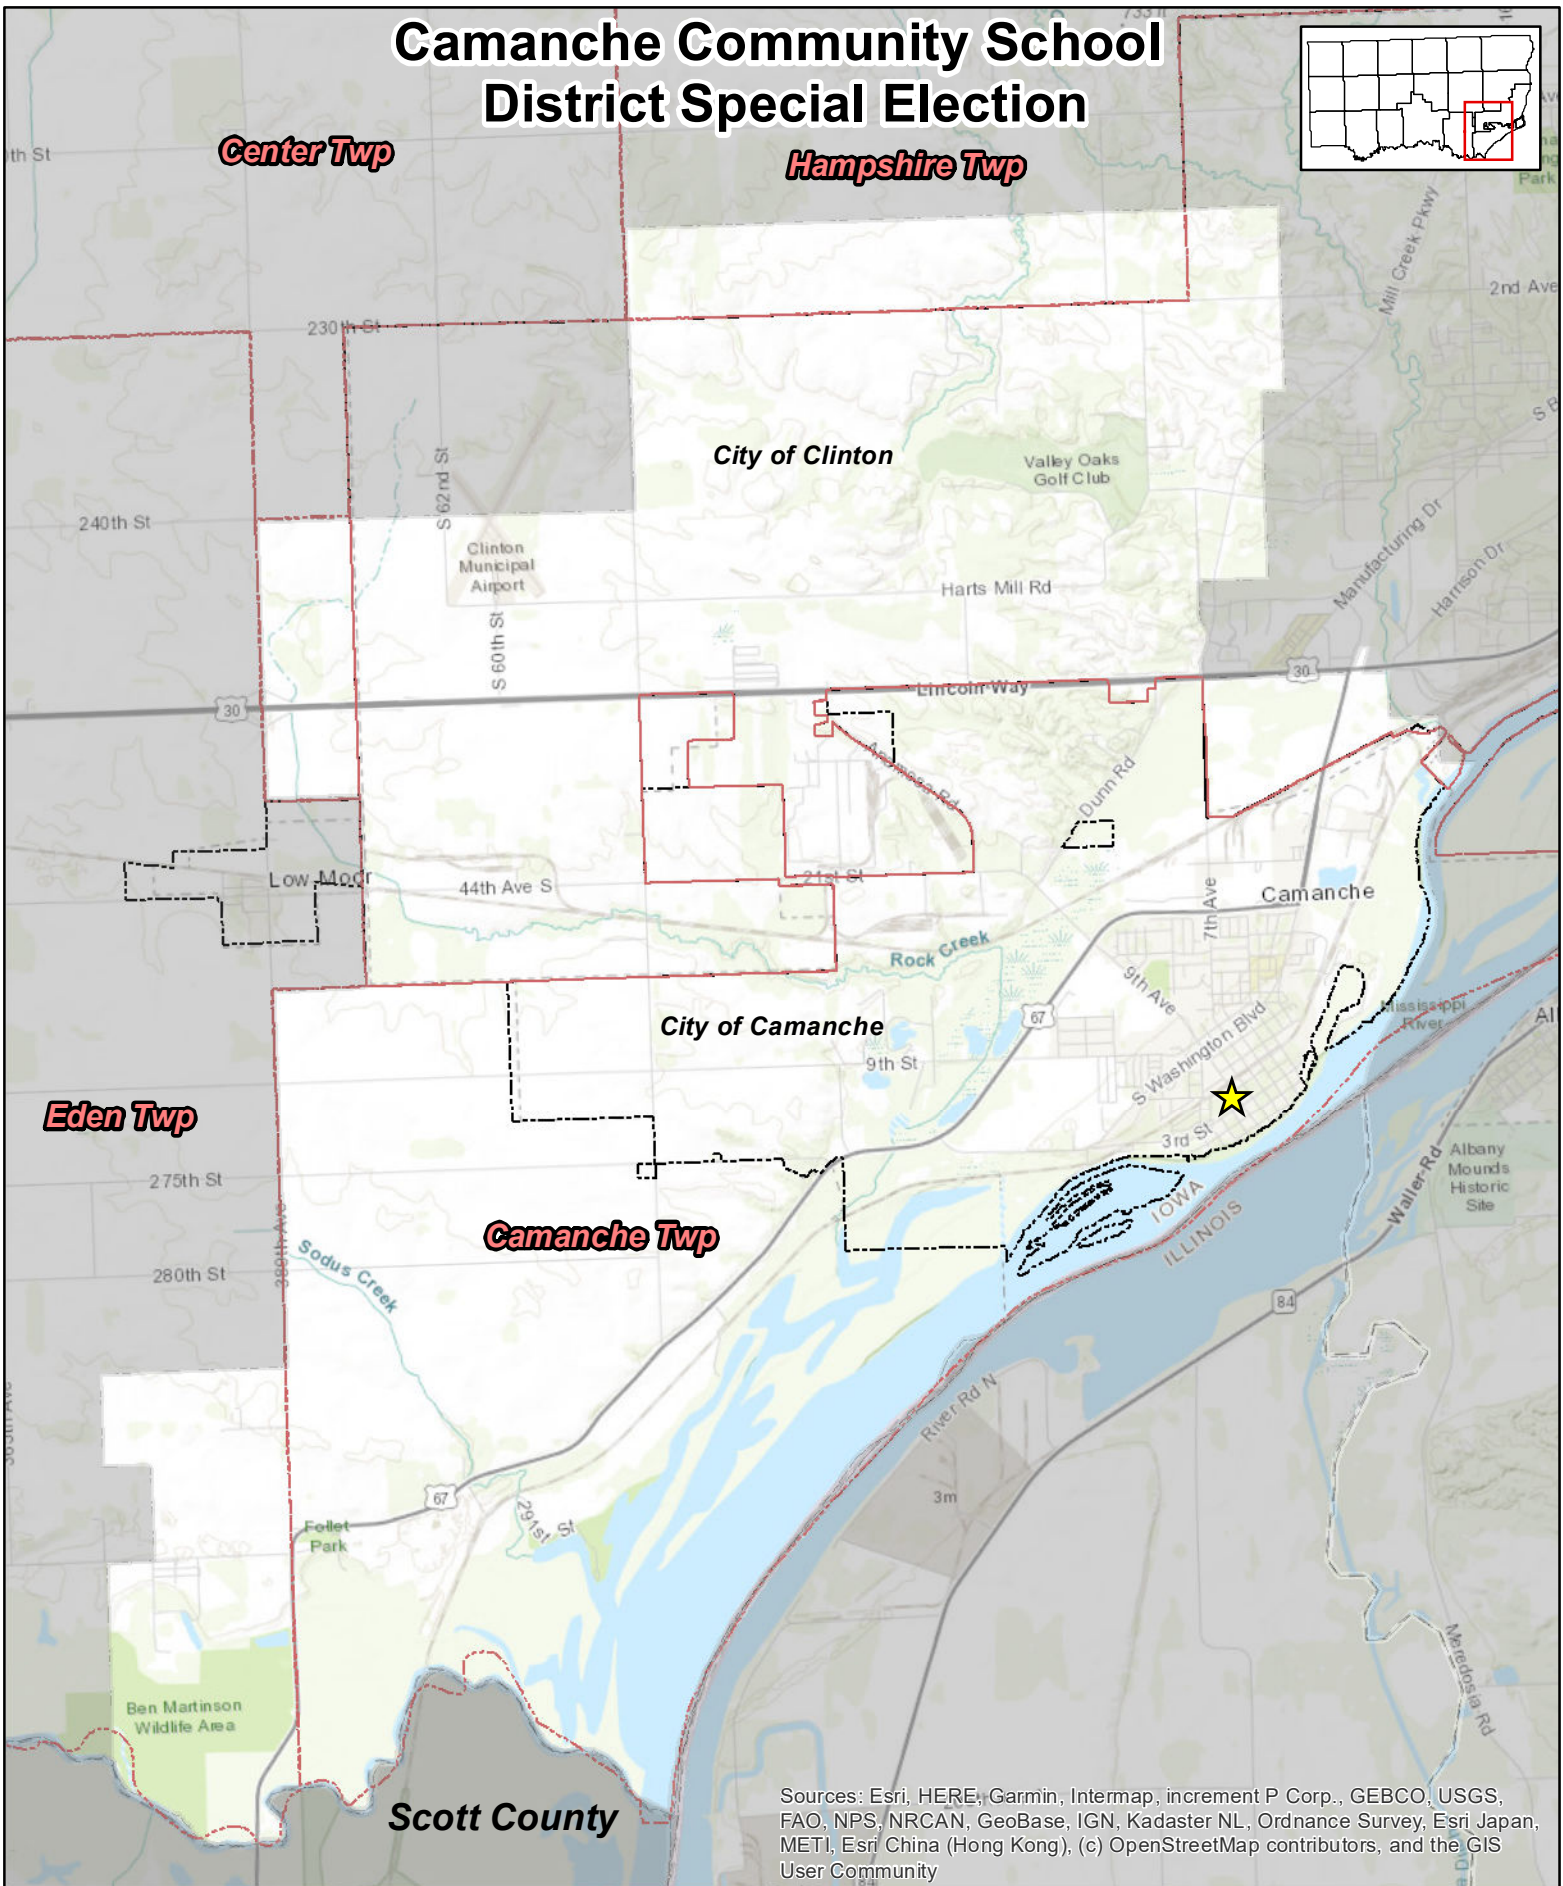 Camanche Community School
District Special Election
Center Twp
Hampshire Twp
Mill Creek Pkwy
2nd Ave
230th St
City of Clinton
Valley Oaks
Golf Club
S 62nd St
240th St
Clinton
Municipal
Airport
Harts Mill Rd
Manufacturing Dr
Harrison Dr
S 60th St
30
Lincoln Way
30
Anamosa Rd
Dunn Rd
Low Moor
44th Ave S
21st St
7th Ave
Camanche
Rock Creek
9th Ave
67
City of Camanche
Mississippi
River
9th St
S Washington Blvd
3rd St
Eden Twp
275th St
Albany
Mounds
Historic
Site
Waller Rd
IOWA
ILLINOIS
Camanche Twp
380th Ave
Sodus Creek
280th St
84
River Rd N
67
3m
291st St
Follet
Park
Meredosia Rd
Ben Martinson
Wildlife Area
Scott County
Sources: Esri, HERE, Garmin, Intermap, increment P Corp., GEBCO, USGS,
FAO, NPS, NRCAN, GeoBase, IGN, Kadaster NL, Ordnance Survey, Esri Japan,
METI, Esri China (Hong Kong), (c) OpenStreetMap contributors, and the GIS
User Community